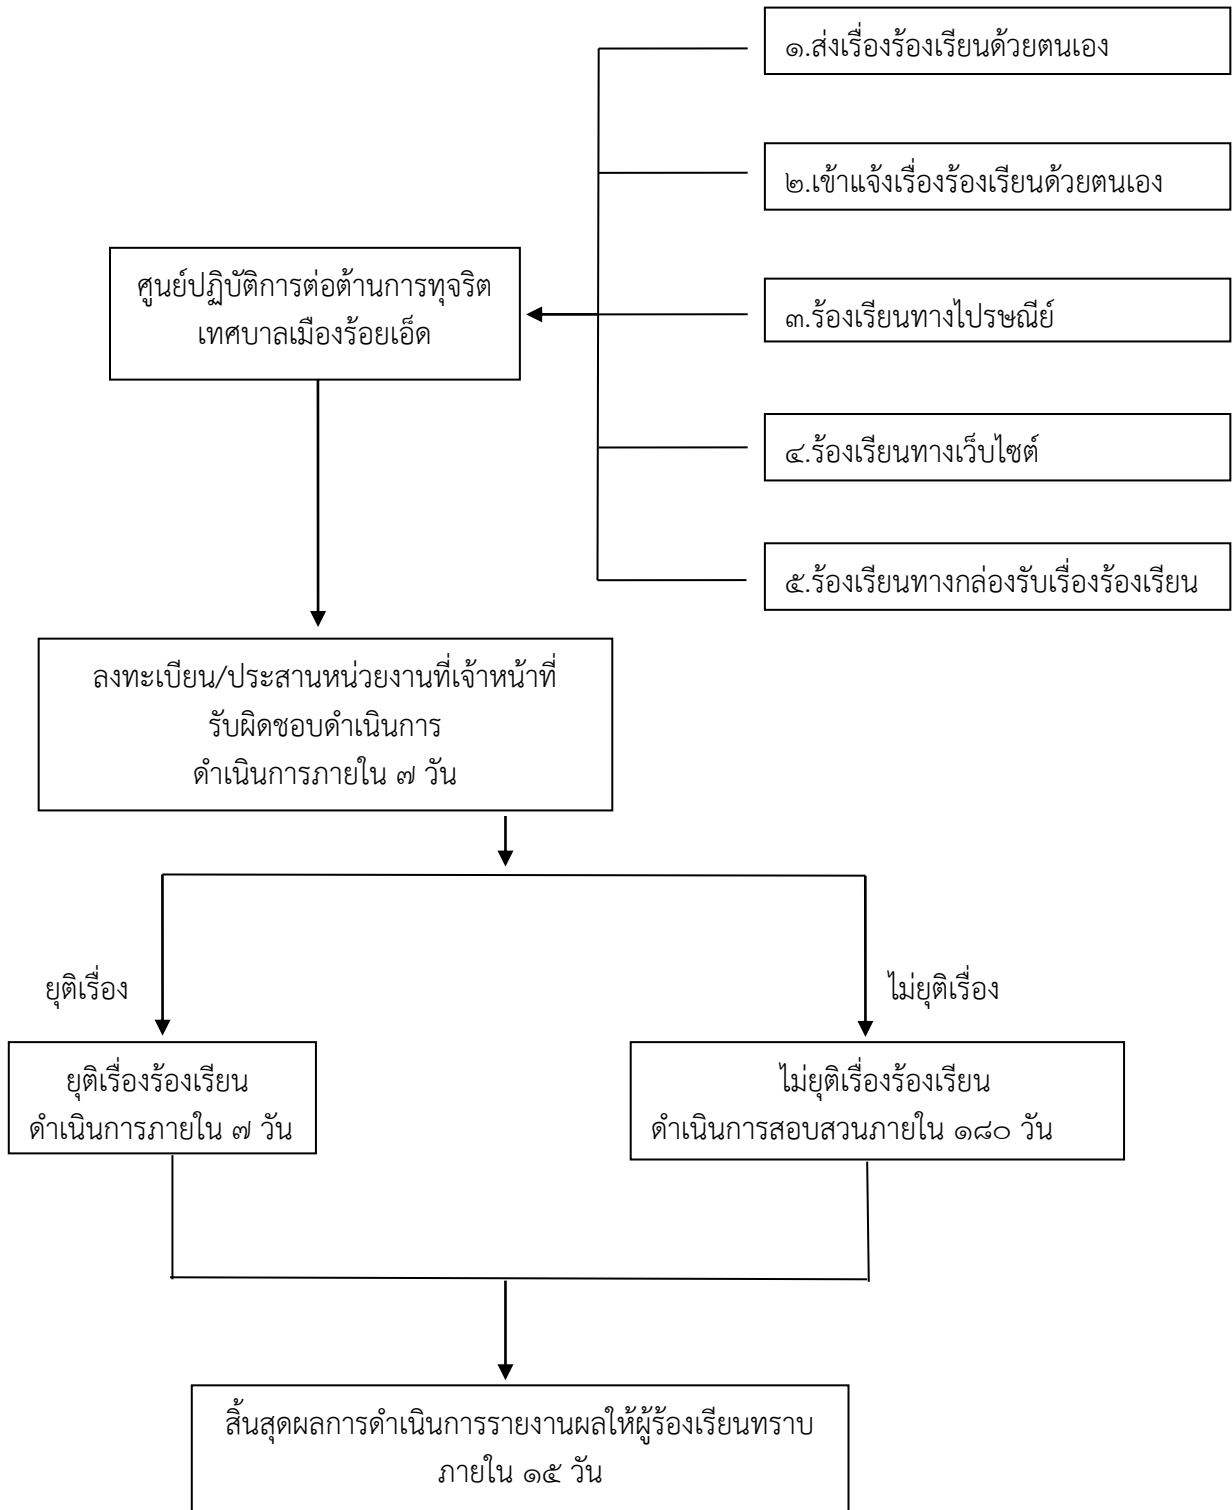 ๑.ส่งเรื่องร้องเรียนด้วยตนเอง
๒.เข้าแจ้งเรื่องร้องเรียนด้วยตนเอง
ศูนย์ปฏิบัติการต่อต้านการทุจริต
เทศบาลเมืองร้อยเอ็ด
๓.ร้องเรียนทางไปรษณีย์
๔.ร้องเรียนทางเว็บไซต์
๕.ร้องเรียนทางกล่องรับเรื่องร้องเรียน
ลงทะเบียน/ประสานหน่วยงานที่เจ้าหน้าที่
รับผิดชอบดำเนินการ
ดำเนินการภายใน ๗ วัน
ยุติเรื่อง
ไม่ยุติเรื่อง
ยุติเรื่องร้องเรียน
ดำเนินการภายใน ๗ วัน
ไม่ยุติเรื่องร้องเรียน
ดำเนินการสอบสวนภายใน ๑๘๐ วัน
สิ้นสุดผลการดำเนินการรายงานผลให้ผู้ร้องเรียนทราบ
ภายใน ๑๕ วัน